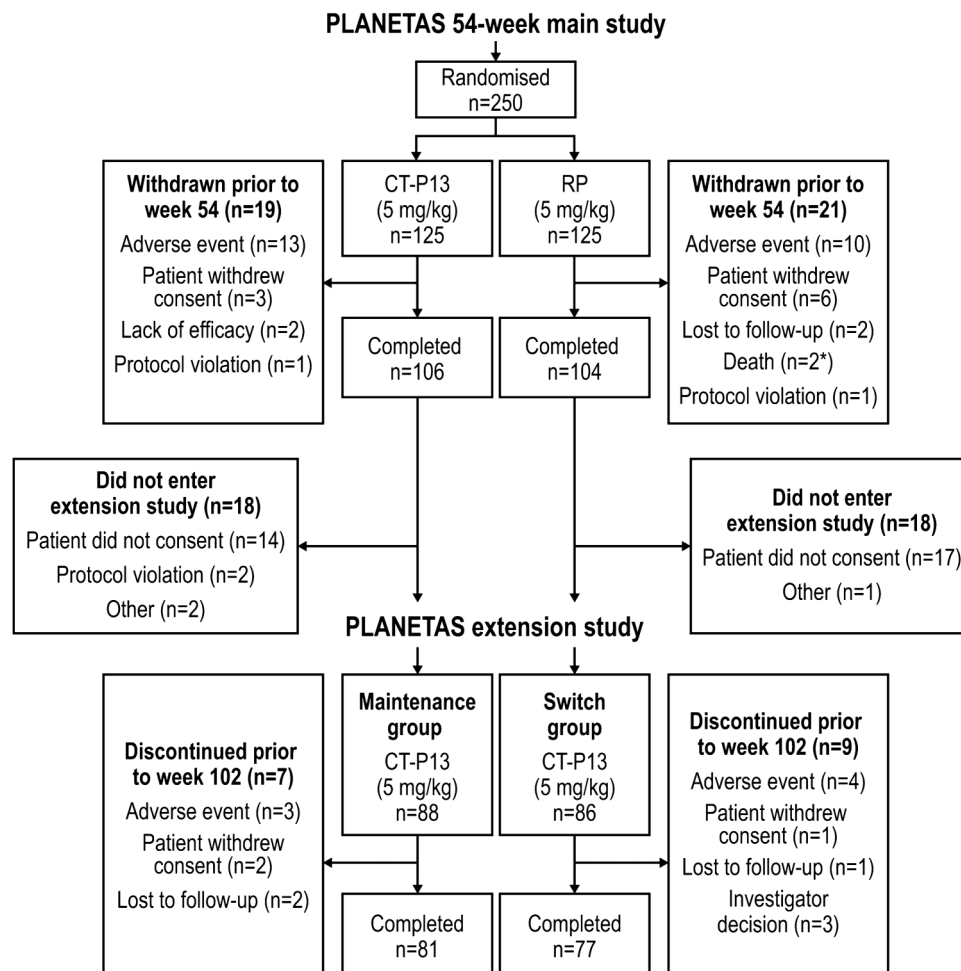 PLANETAS 54-week main study
Randomised
n=250
Withdrawn prior to
week 54 (n=19)
Adverse event (n=13)
Patient withdrew
consent (n=3)
Lack of efficacy (n=2)
Protocol violation (n=1)
CT-P13
(5 mg/kg)
n=125
RP
(5 mg/kg)
n=125
Withdrawn prior to
week 54 (n=21)
Adverse event (n=10)
Patient withdrew
consent (n=6)
Lost to follow-up (n=2)
Death (n=2*)
Protocol violation (n=1)
Completed
n=106
Completed
n=104
Did not enter
extension study (n=18)
Patient did not consent (n=14)
Protocol violation (n=2)
Other (n=2)
Did not enter
extension study (n=18)
Patient did not consent (n=17)
Other (n=1)
PLANETAS extension study
Discontinued prior
to week 102 (n=7)
Adverse event (n=3)
Patient withdrew
consent (n=2)
Lost to follow-up (n=2)
Maintenance
group
CT-P13
(5 mg/kg)
n=88
Switch
group
CT-P13
(5 mg/kg)
n=86
Discontinued prior
to week 102 (n=9)
Adverse event (n=4)
Patient withdrew
consent (n=1)
Lost to follow-up (n=1)
Investigator
decision (n=3)
Completed
n=81
Completed
n=77